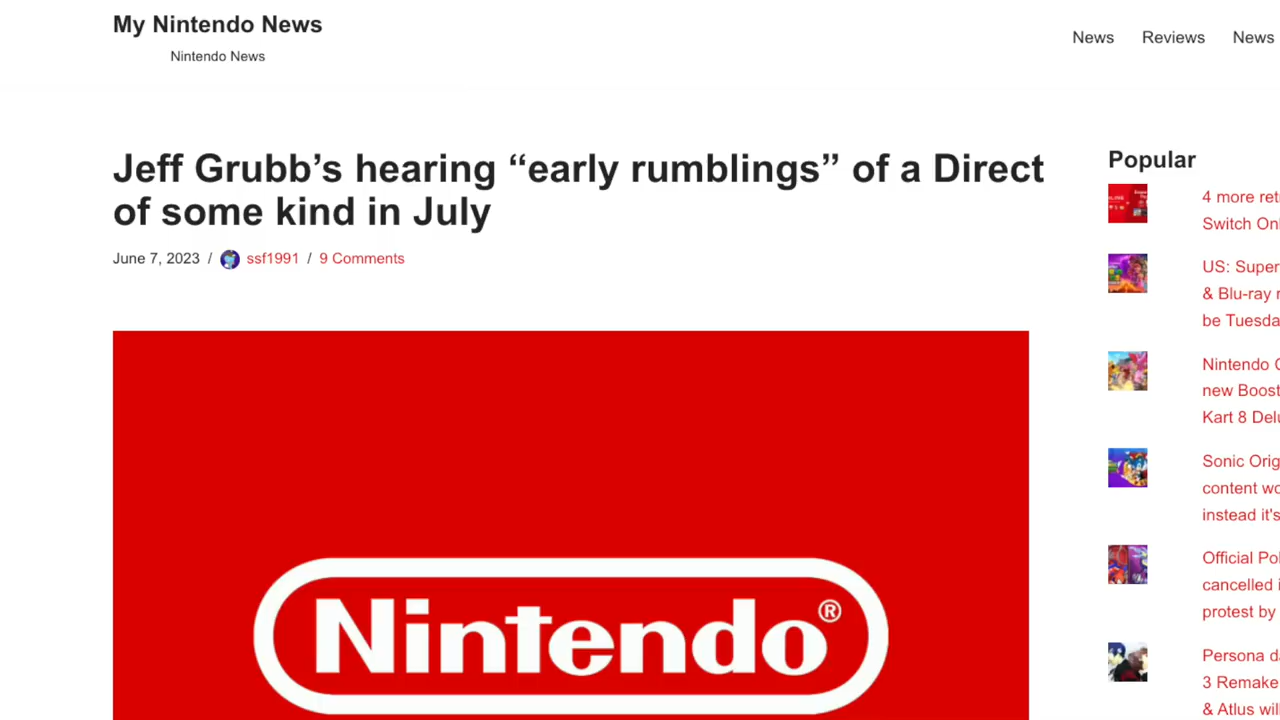 My Nintendo News
Nintendo News
News Reviews News
Jeff Grubb’s hearing “early rumblings” of a Direct
of some kind in July
June 7, 2023 / ssf1991 / 9 Comments
Nintendo®
Popular
4 more ret
Switch Onl
US: Super
& Blu-ray r
be Tuesda
Nintendo
new Boost
Kart 8 Delu
Sonic Orig
content wo
instead it's
Official Po
cancelled i
protest by
Persona d
3 Remake
& Atlus wil